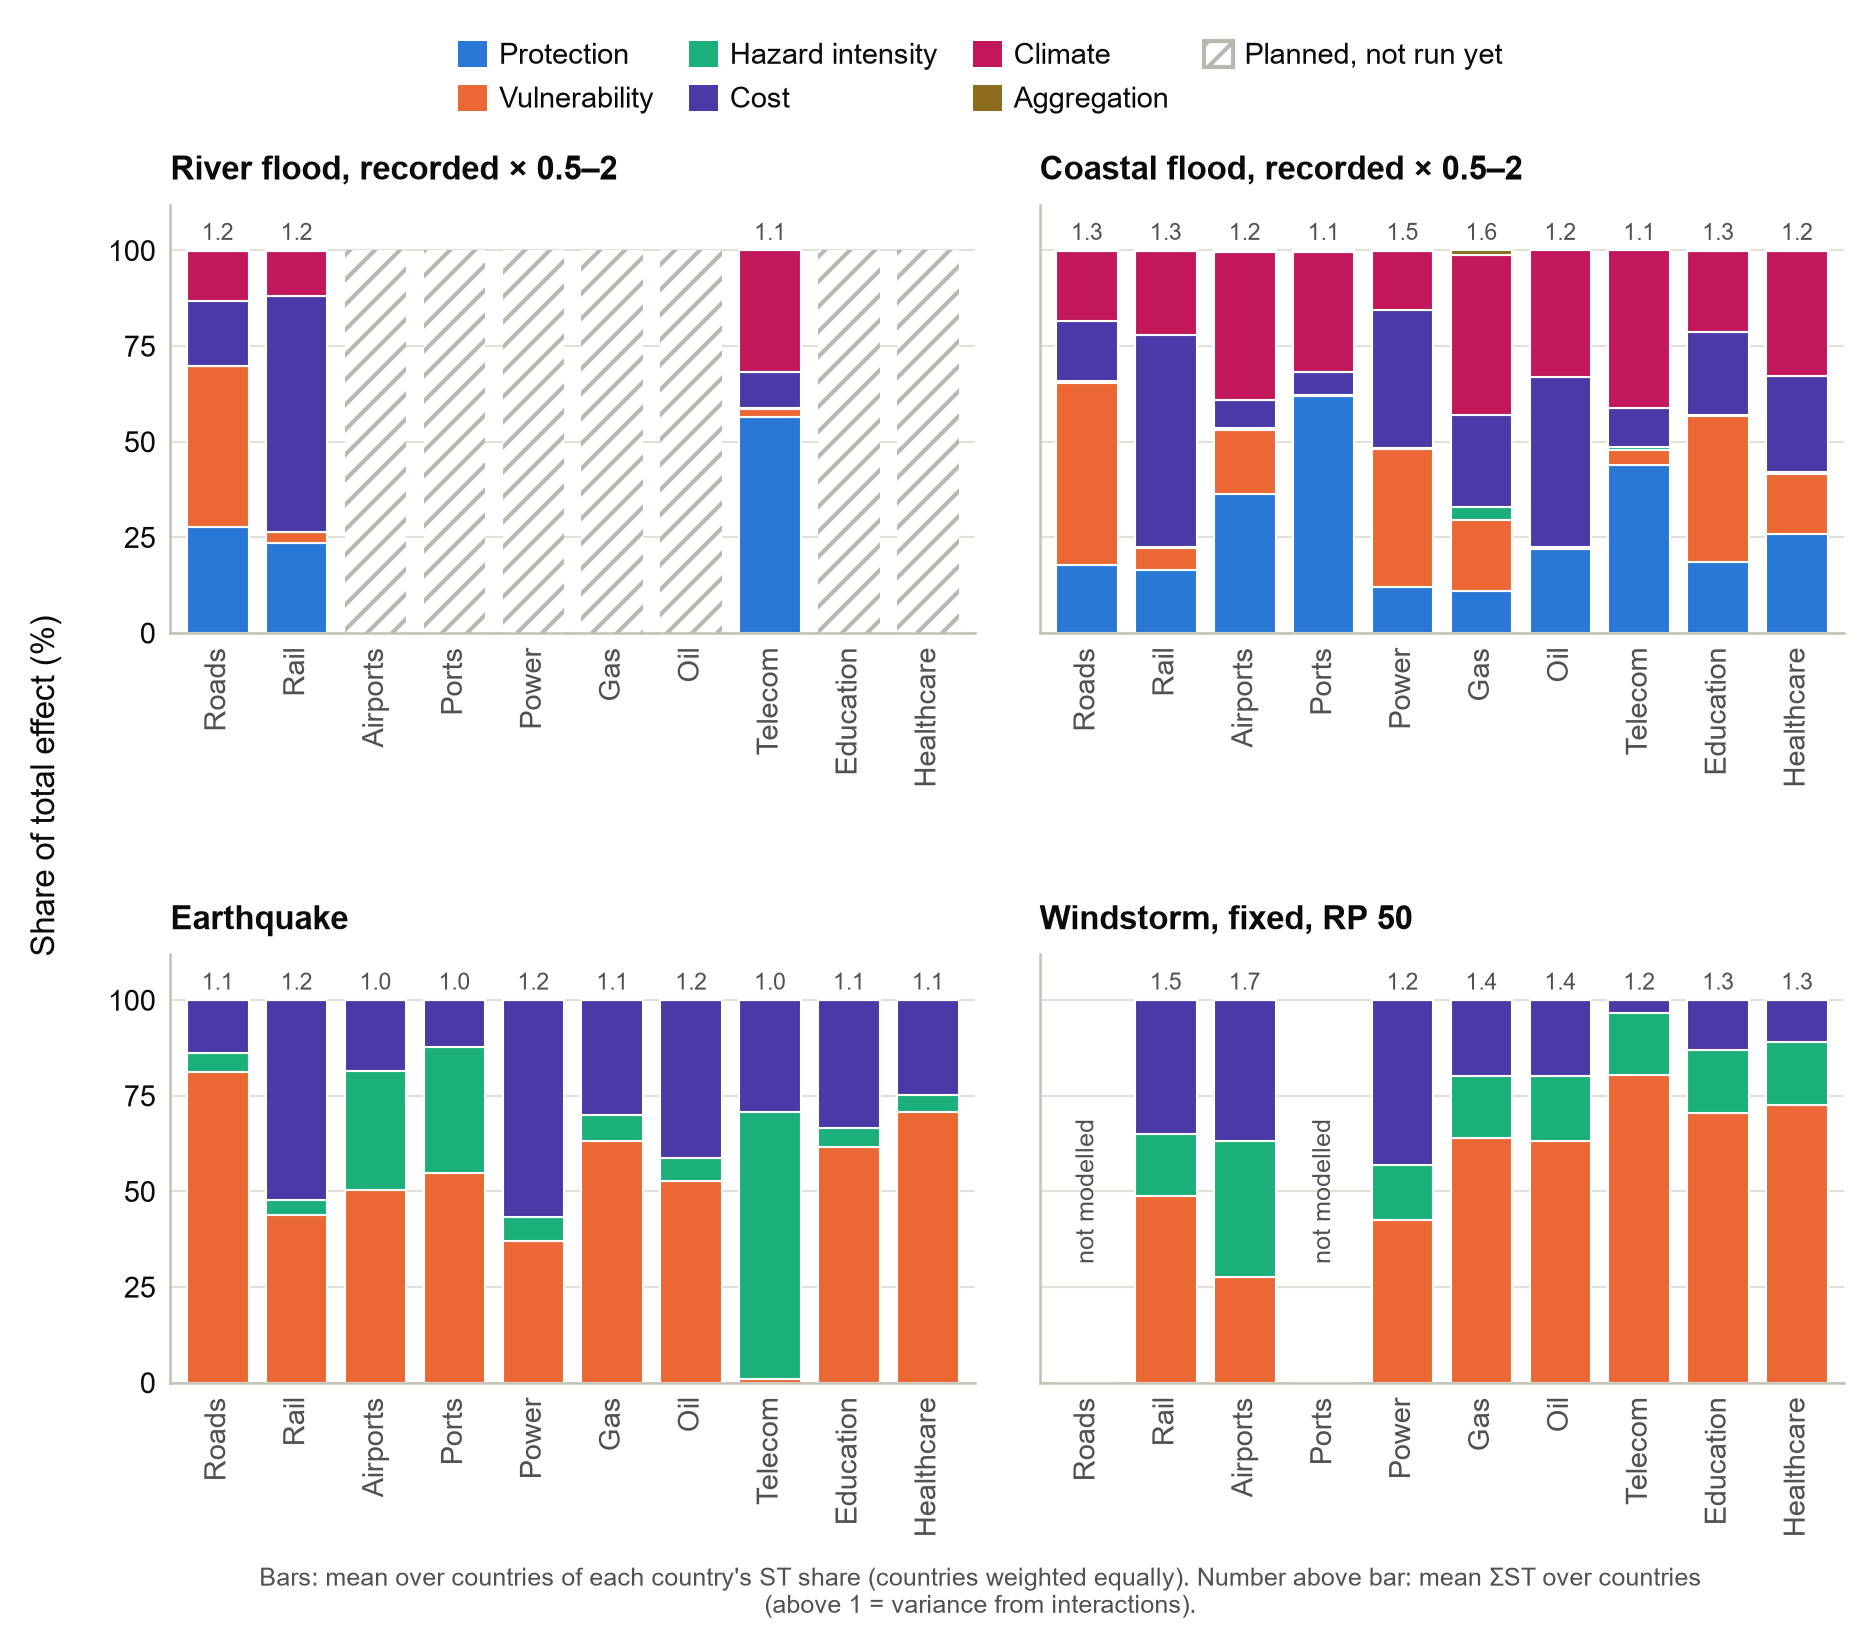 Protection
Hazard intensity
Climate
Planned, not run yet
Vulnerability
Cost
Aggregation
River flood, recorded × 0.5–2
Coastal flood, recorded × 0.5–2
1.2
1.2
1.1
1.3
1.3
1.2
1.1
1.5
1.6
1.2
1.1
1.3
1.2
100
75
50
25
0
Roads
Rail
Airports
Ports
Power
Gas
Oil
Telecom
Education
Healthcare
Roads
Rail
Airports
Ports
Power
Gas
Oil
Telecom
Education
Healthcare
Share of total effect (%)
Earthquake
Windstorm, fixed, RP 50
1.1
1.2
1.0
1.0
1.2
1.1
1.2
1.0
1.1
1.1
1.5
1.7
1.2
1.4
1.4
1.2
1.3
1.3
100
75
50
25
0
not modelled
not modelled
Roads
Rail
Airports
Ports
Power
Gas
Oil
Telecom
Education
Healthcare
Roads
Rail
Airports
Ports
Power
Gas
Oil
Telecom
Education
Healthcare
Bars: mean over countries of each country's ST share (countries weighted equally). Number above bar: mean ΣST over countries
(above 1 = variance from interactions).